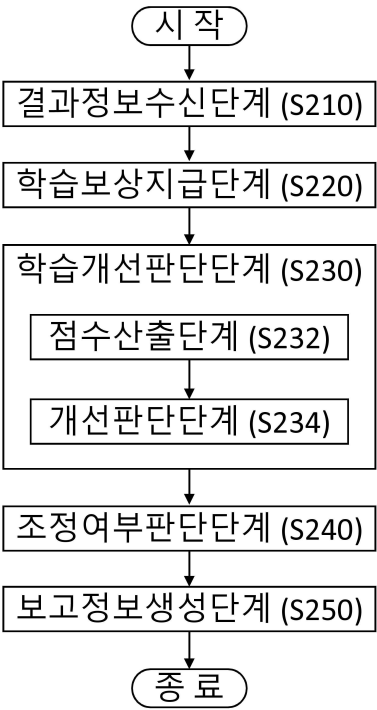 시 작
결과정보수신단계 (S210)
학습보상지급단계 (S220)
학습개선판단단계 (S230)
점수산출단계 (S232)
개선판단단계 (S234)
조정여부판단단계 (S240)
보고정보생성단계 (S250)
종 료